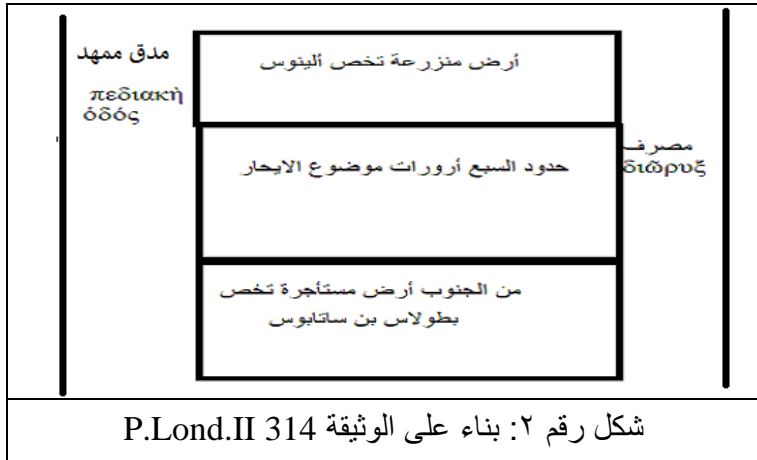 مدق ممهد
πεδιακὴ
ὁδός
أرض منزرعة تخص ألينوس
مصرف
διῶρυξ
حدود السبع أرورات موضوع الايحار
من الجنوب أرض مستأجرة تخص
بطولاس بن ساتابوس
شكل رقم ٢: بناء على الوثيقة P.Lond.II 314